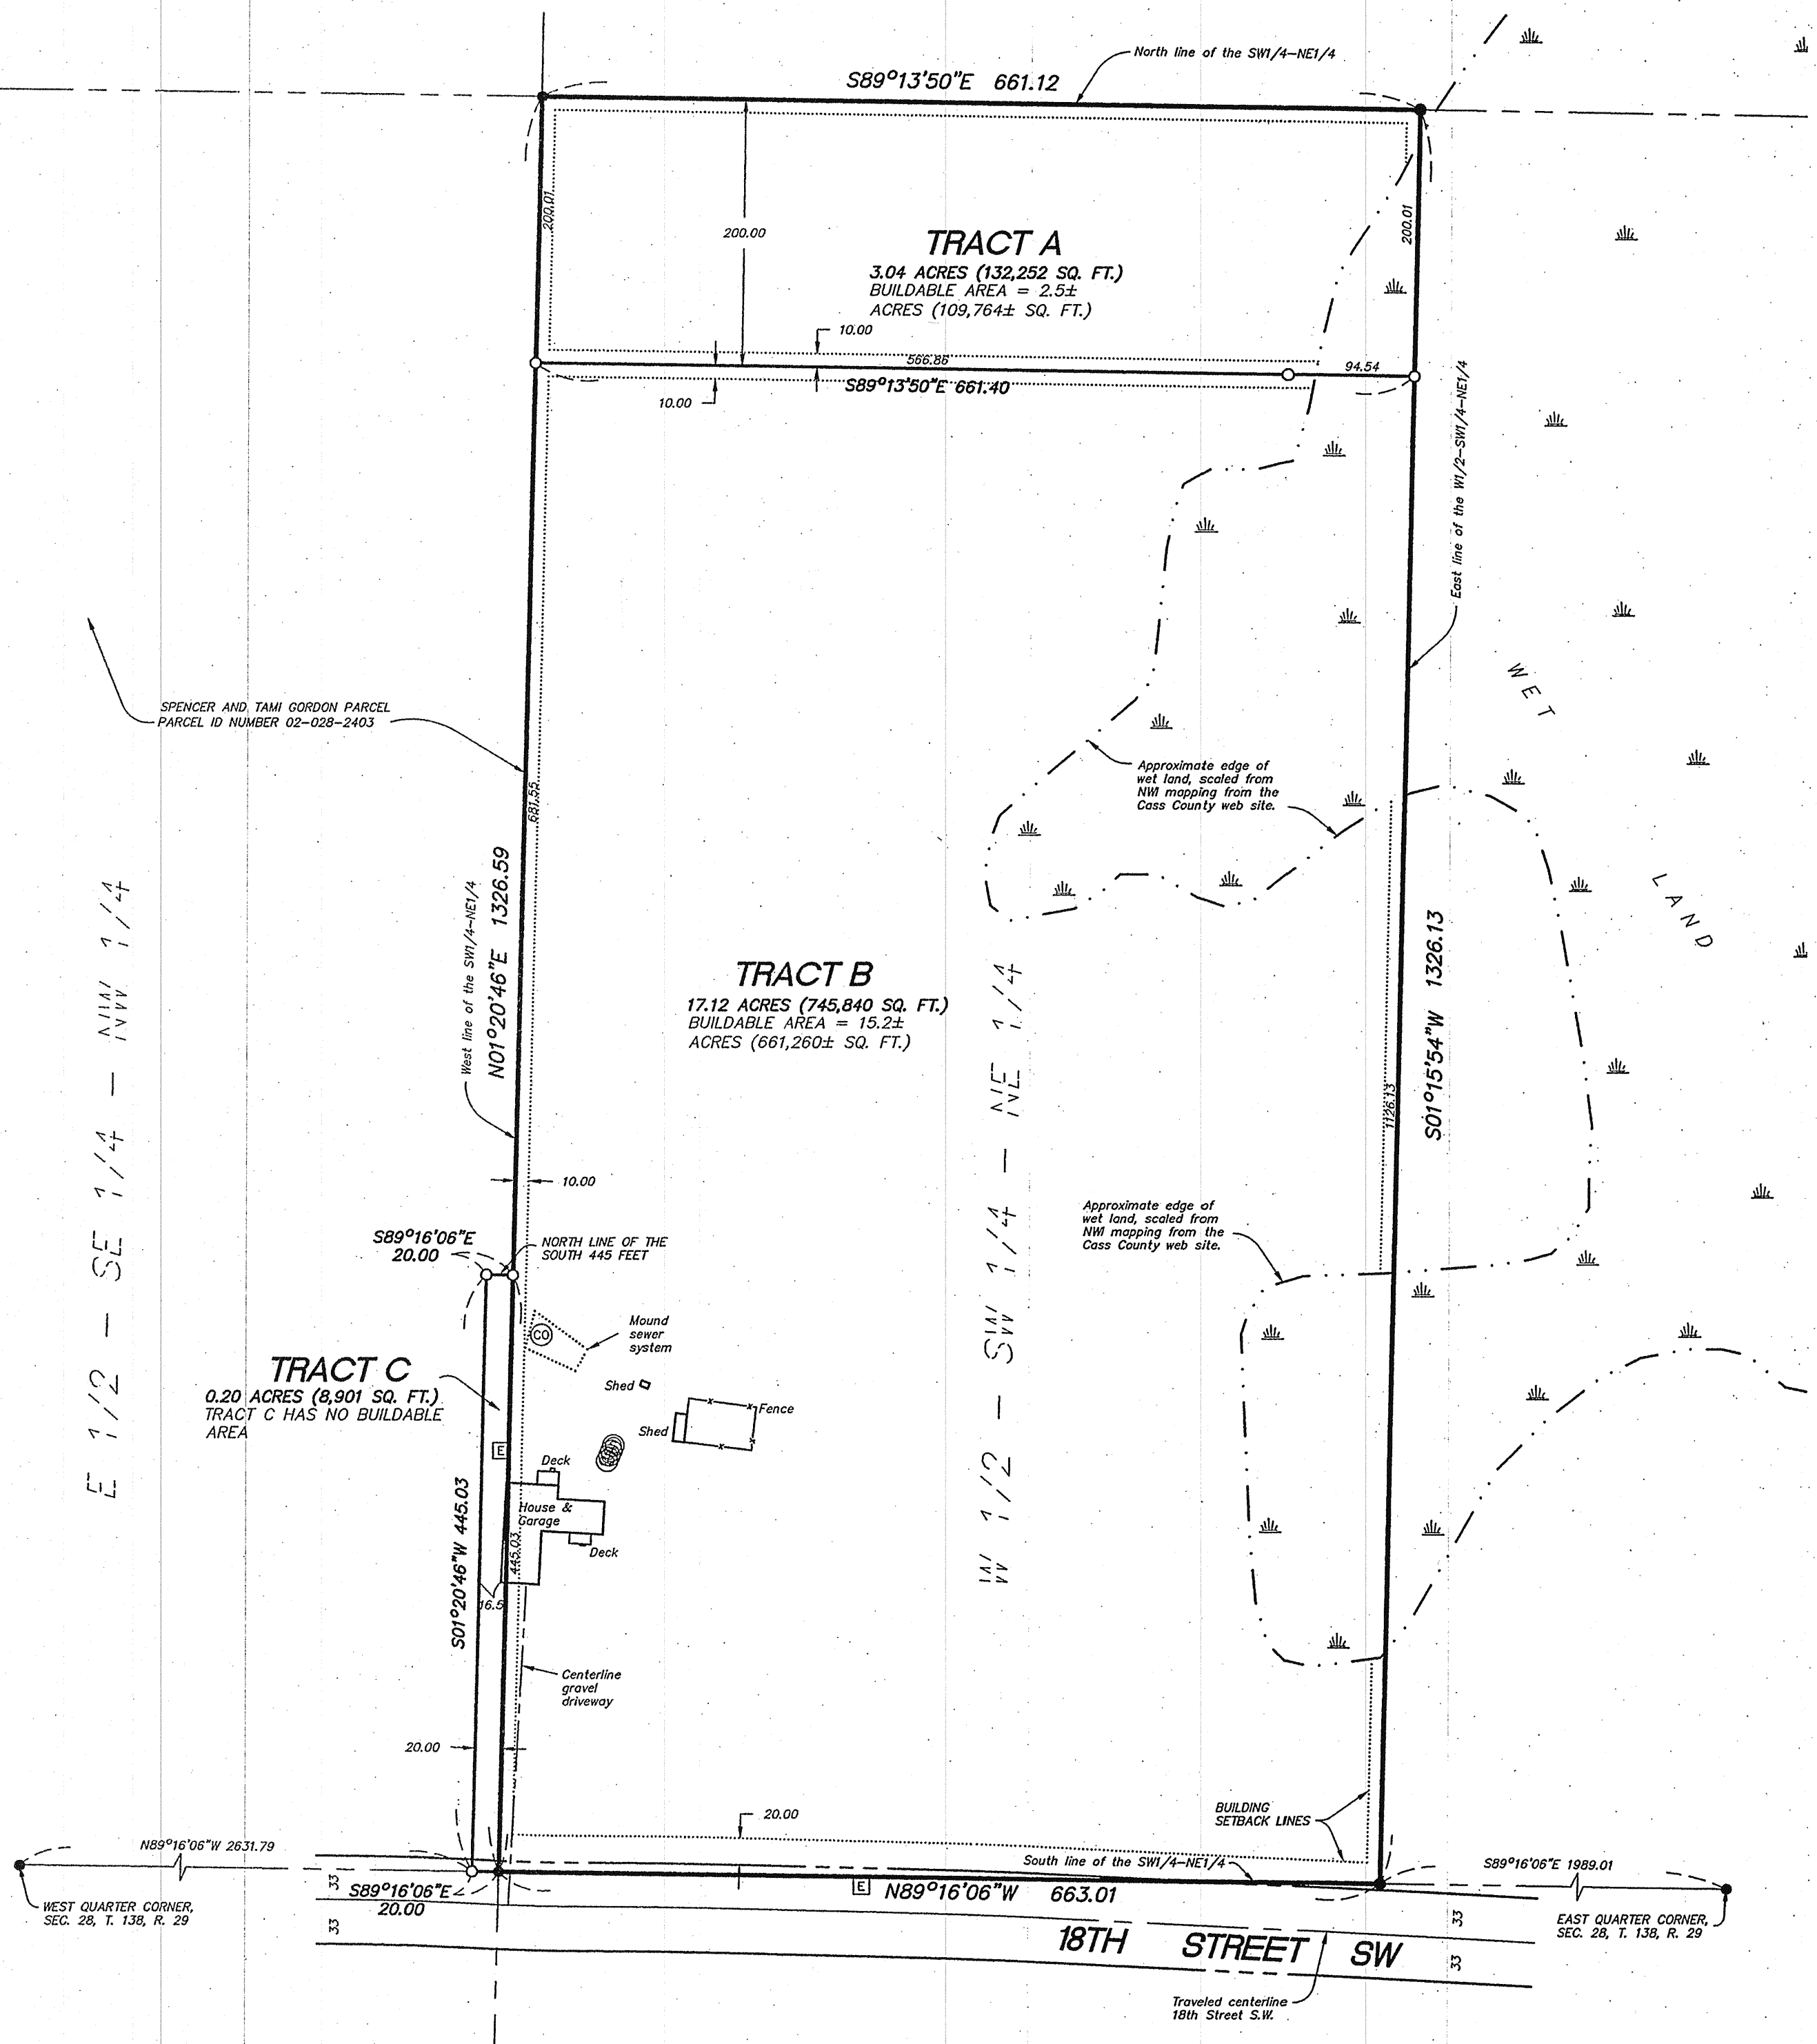 North line of the SW1/4-NE1/4
S89°13'50"E 661.12
200.01
200.00
200.01
TRACT A
3.04 ACRES (132,252 SQ. FT.)
BUILDABLE AREA = 2.5±
ACRES (109,764± SQ. FT.)
10.00
566.86
94.54
S89°13'50"E 661.40
10.00
East line of the W1/2-SW1/4-NE1/4
WET
LAND
SPENCER AND TAMI GORDON PARCEL
PARCEL ID NUMBER 02-028-2403
681.55
Approximate edge of
wet land, scaled from
NWI mapping from the
Cass County web site.
West line of the SW1/4-NE1/4
N01°20'46"E 1326.59
E 1/2 - SE 1/4 - NW 1/4
TRACT B
17.12 ACRES (745,840 SQ. FT.)
BUILDABLE AREA = 15.2±
ACRES (661,260± SQ. FT.)
W 1/2 - SW 1/4 - NE 1/4
1126.13
S01°15'54"W 1326.13
10.00
Approximate edge of
wet land, scaled from
NWI mapping from the
Cass County web site.
S89°16'06"E
20.00
NORTH LINE OF THE
SOUTH 445 FEET
CO
Mound
sewer
system
TRACT C
0.20 ACRES (8,901 SQ. FT.)
TRACT C HAS NO BUILDABLE
AREA
Shed
Fence
Shed
E
Deck
House &
Garage
445.03
Deck
S01°20'46"W 445.03
16.5
Centerline
gravel
driveway
20.00
20.00
BUILDING
SETBACK LINES
N89°16'06"W 2631.79
South line of the SW1/4-NE1/4
S89°16'06"E 1989.01
33
S89°16'06"E
20.00
E
N89°16'06"W 663.01
33
WEST QUARTER CORNER,
SEC. 28, T. 138, R. 29
EAST QUARTER CORNER,
SEC. 28, T. 138, R. 29
33
18TH STREET SW
33
Traveled centerline
18th Street S.W.